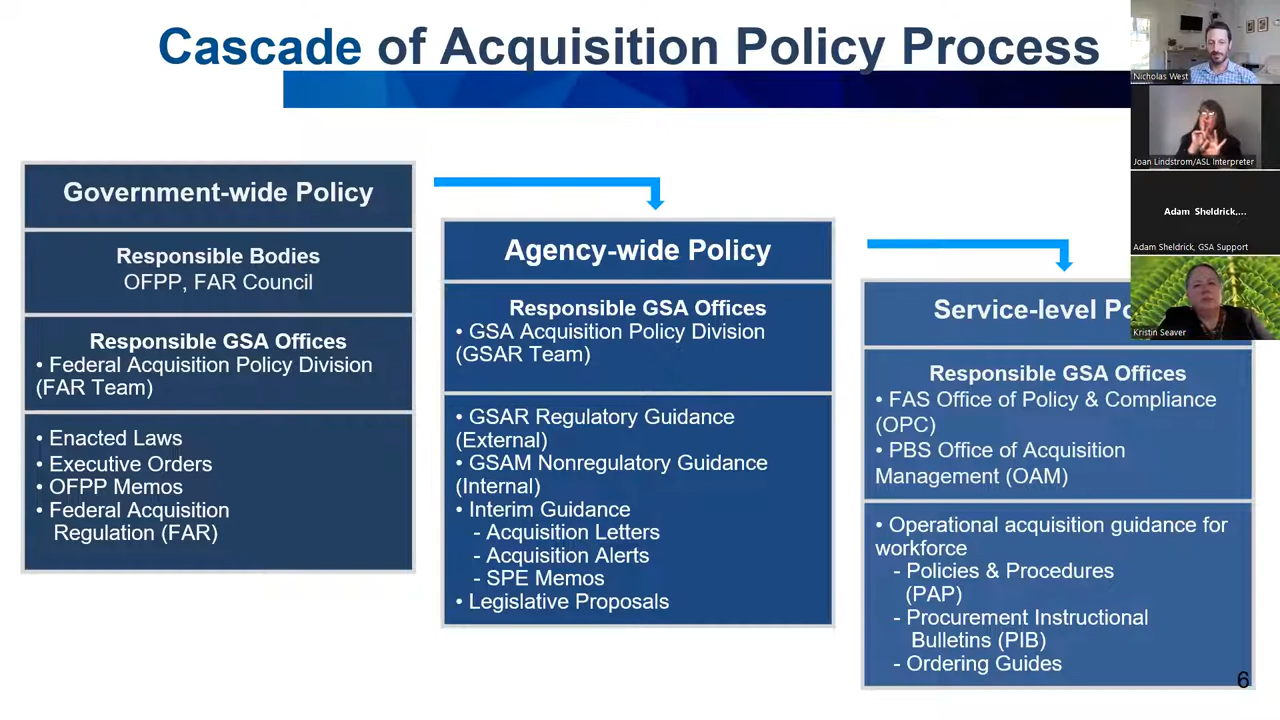 Cascade of Acquisition Policy Process
Government-wide Policy
Responsible Bodies
OFPP, FAR Council
Responsible GSA Offices
• Federal Acquisition Policy Division
(FAR Team)
• Enacted Laws
• Executive Orders
• OFPP Memos
• Federal Acquisition
Regulation (FAR)
Agency-wide Policy
Responsible GSA Offices
• GSA Acquisition Policy Division
(GSAR Team)
• GSAR Regulatory Guidance
(External)
• GSAM Nonregulatory Guidance
(Internal)
• Interim Guidance
- Acquisition Letters
- Acquisition Alerts
- SPE Memos
• Legislative Proposals
Service-level Po
Responsible GSA Offices
• FAS Office of Policy & Compliance
(OPC)
• PBS Office of Acquisition
Management (OAM)
• Operational acquisition guidance for
workforce
- Policies & Procedures
(PAP)
- Procurement Instructional
Bulletins (PIB)
- Ordering Guides
6
Nicholas West
Joan Lindstrom/ASL Interpreter
Adam Sheldrick,...
Adam Sheldrick, GSA Support
Kristin Seaver